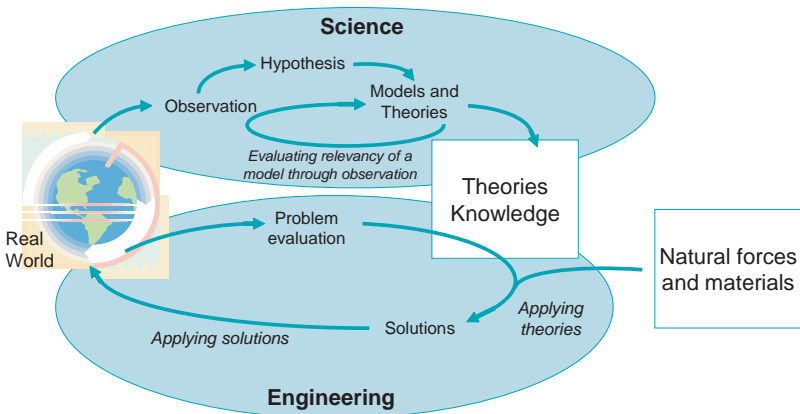 Science
Hypothesis
Observation
Models and
Theories
Evaluating relevancy of a
model through observation
Theories
Knowledge
Real
World
Problem
evaluation
Natural forces
and materials
Applying
theories
Solutions
Applying solutions
Engineering